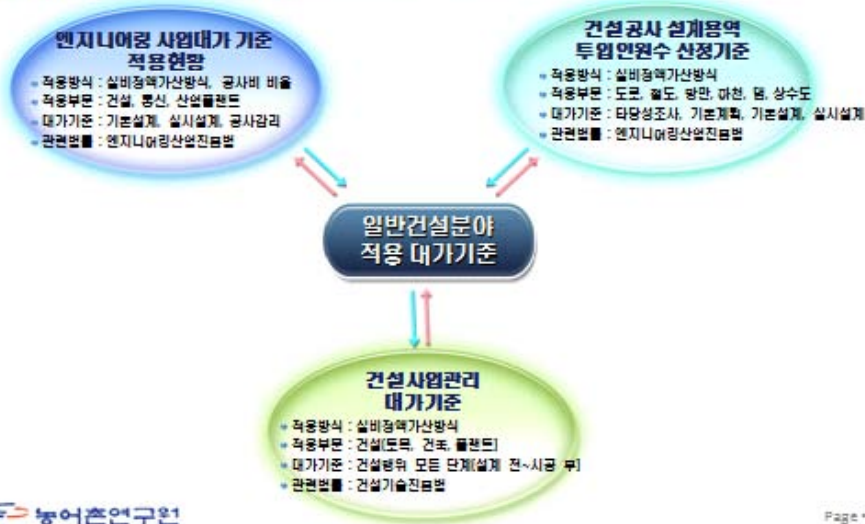 엔지니어링 사업대가 기준
적용현황
적용방식 : 실비정액가산방식, 공사비 비율
적용부문 : 건설, 통신, 산업플랜트
대가기준 : 기본설계, 실시설계, 공사감리
관련법률 : 엔지니어링산업진흥법
건설공사 설계용역
투입인원수 산정기준
적용방식 : 실비정액가산방식
적용부문 : 도로, 철도, 항만, 하천, 댐, 상수도
대가기준 : 타당성조사, 기본계획, 기본설계, 실시설계
관련법률 : 엔지니어링산업진흥법
일반건설분야
적용 대가기준
건설사업관리
대가기준
적용방식 : 실비정액가산방식
적용부문 : 건설(토목, 건축, 플랜트)
대가기준 : 건설행위 모든 단계(설계 전~시공 후)
관련법률 : 건설기술진흥법
농어촌연구원
Page